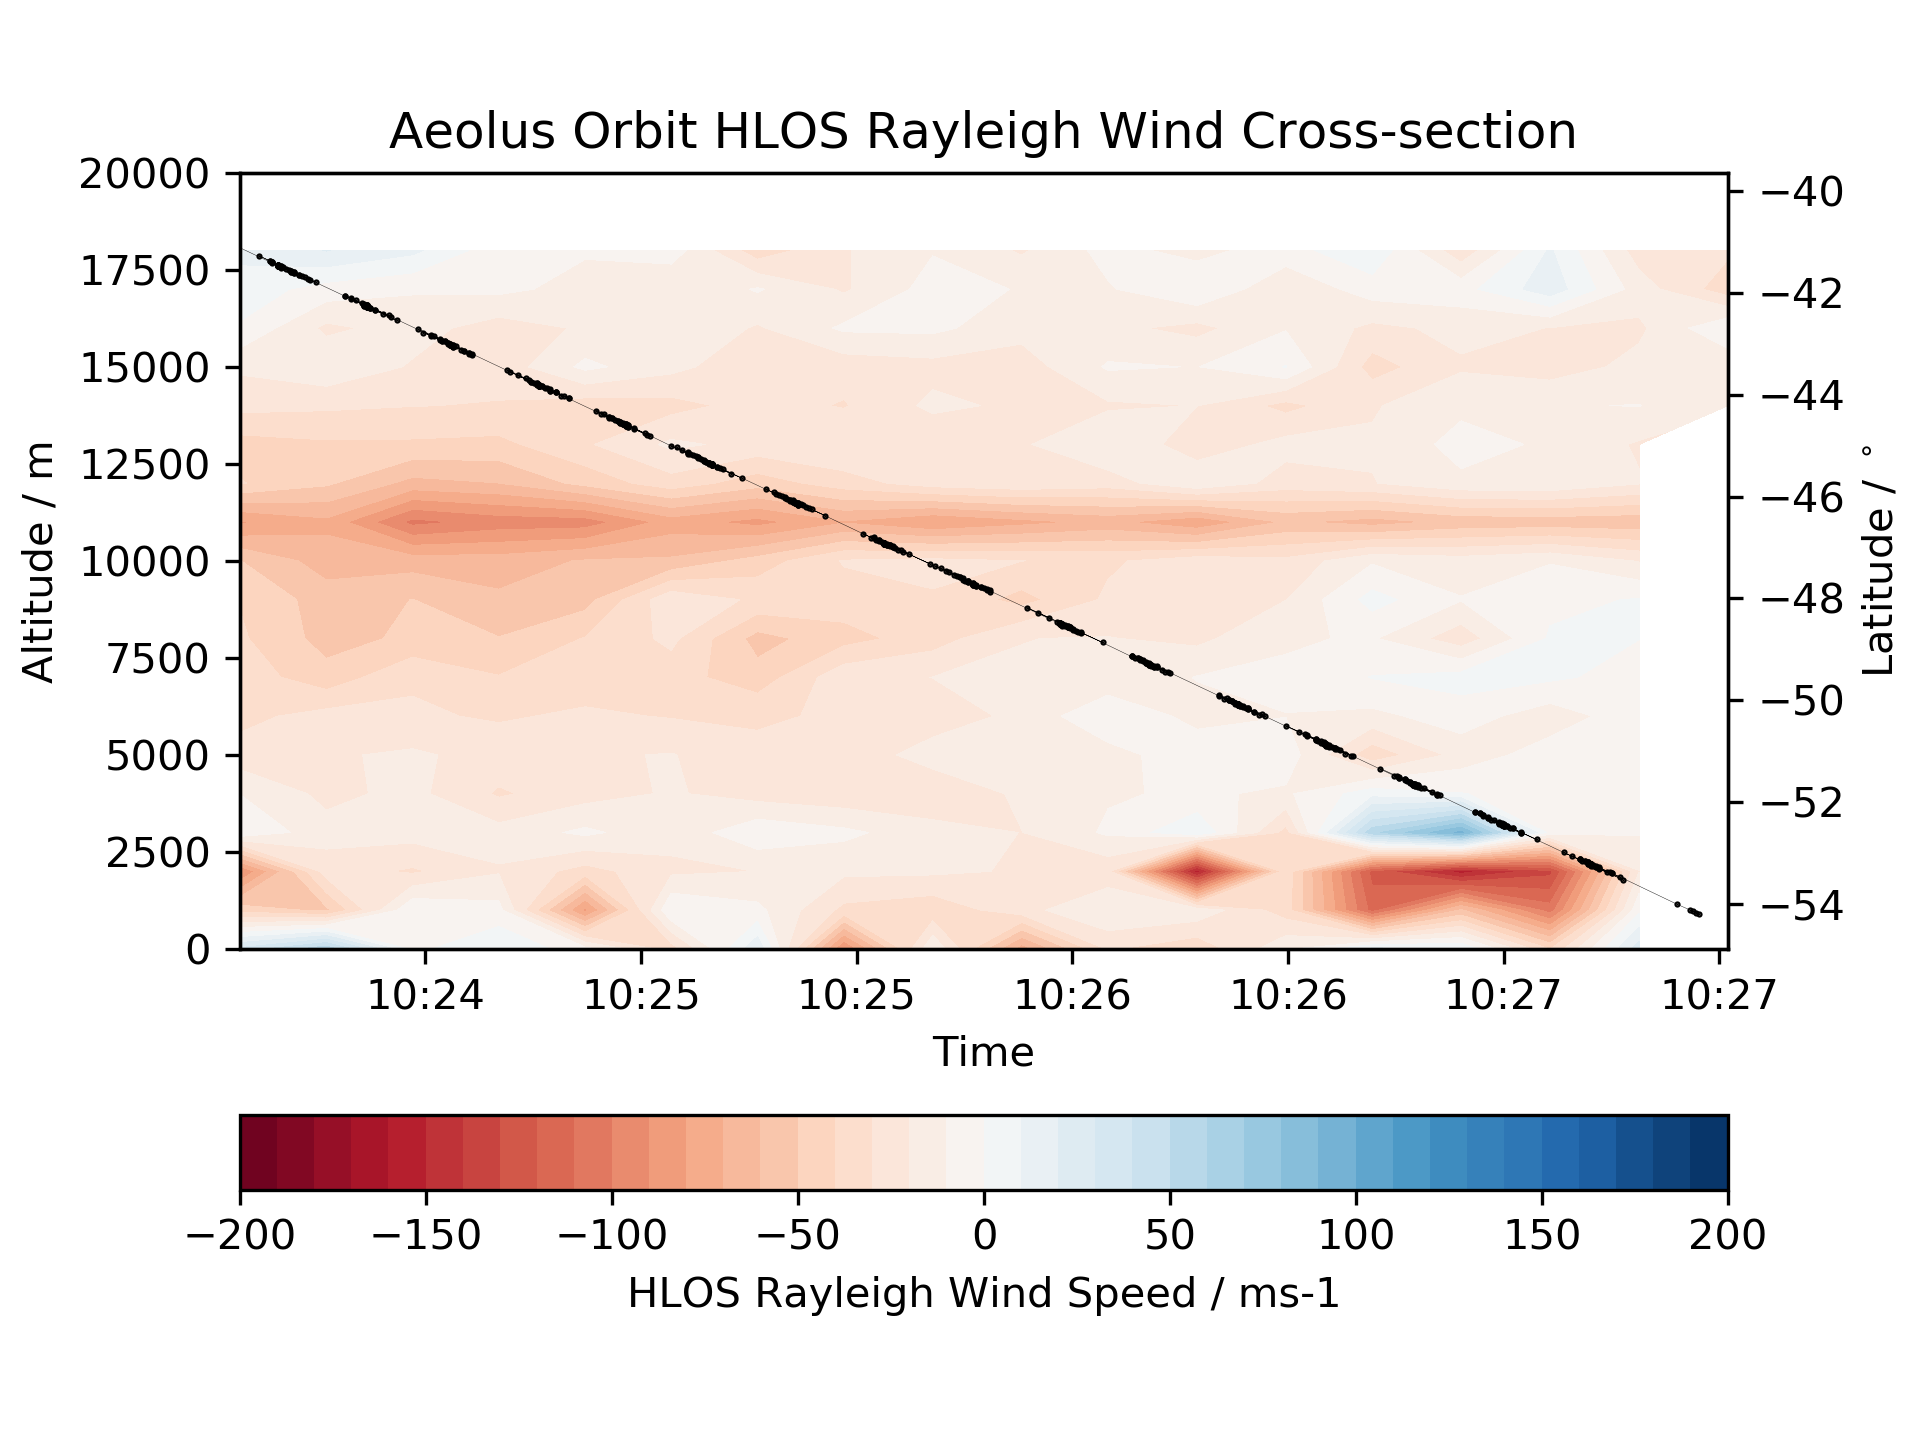 Aeolus Orbit HLOS Rayleigh Wind Cross-section
20000
17500
15000
12500
10000
7500
5000
2500
0
Altitude / m
−40
−42
−44
−46
−48
−50
−52
−54
Latitude / °
10:24 10:25 10:25 10:26 10:26 10:27 10:27
Time
−200 −150 −100 −50 0 50 100 150 200
HLOS Rayleigh Wind Speed / ms-1